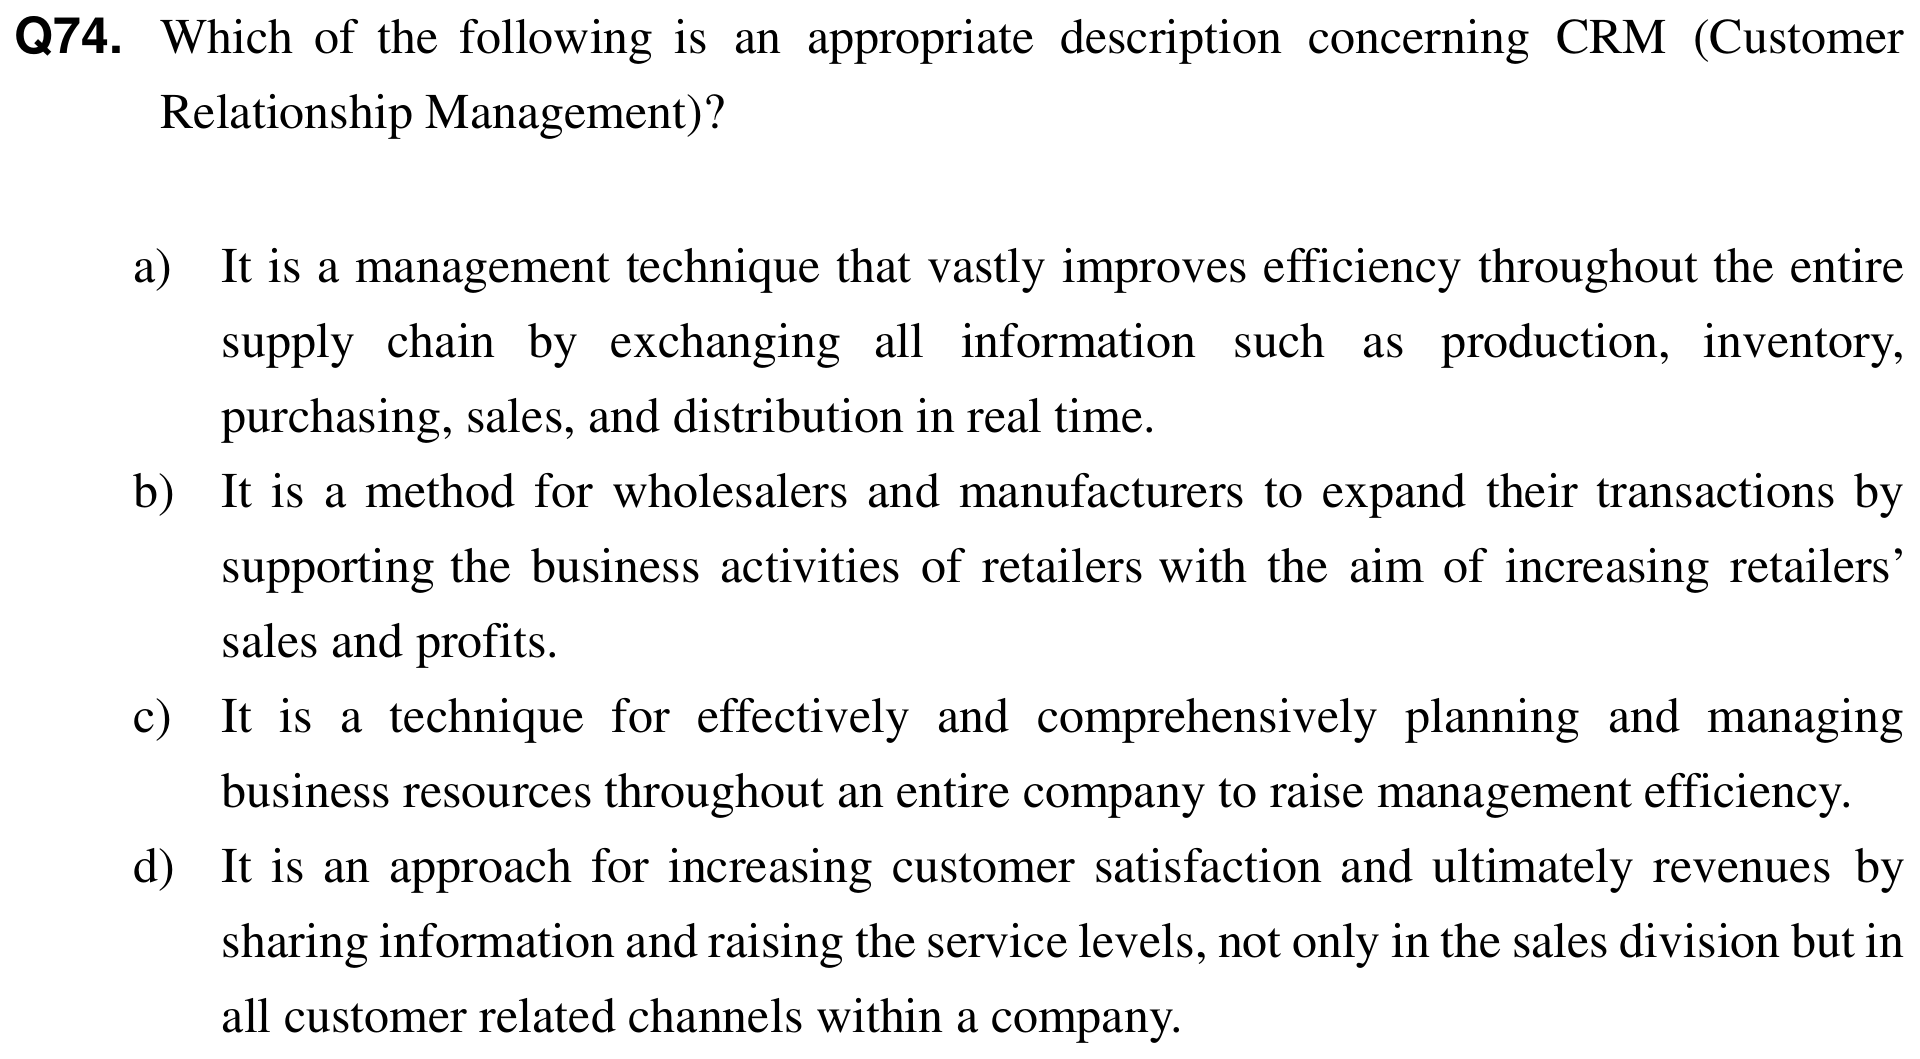 Q74. Which of the following is an appropriate description concerning CRM (Customer
Relationship Management)?
a) It is a management technique that vastly improves efficiency throughout the entire
supply chain by exchanging all information such as production, inventory,
purchasing, sales, and distribution in real time.
b) It is a method for wholesalers and manufacturers to expand their transactions by
supporting the business activities of retailers with the aim of increasing retailers’
sales and profits.
c) It is a technique for effectively and comprehensively planning and managing
business resources throughout an entire company to raise management efficiency.
d) It is an approach for increasing customer satisfaction and ultimately revenues by
sharing information and raising the service levels, not only in the sales division but in
all customer related channels within a company.